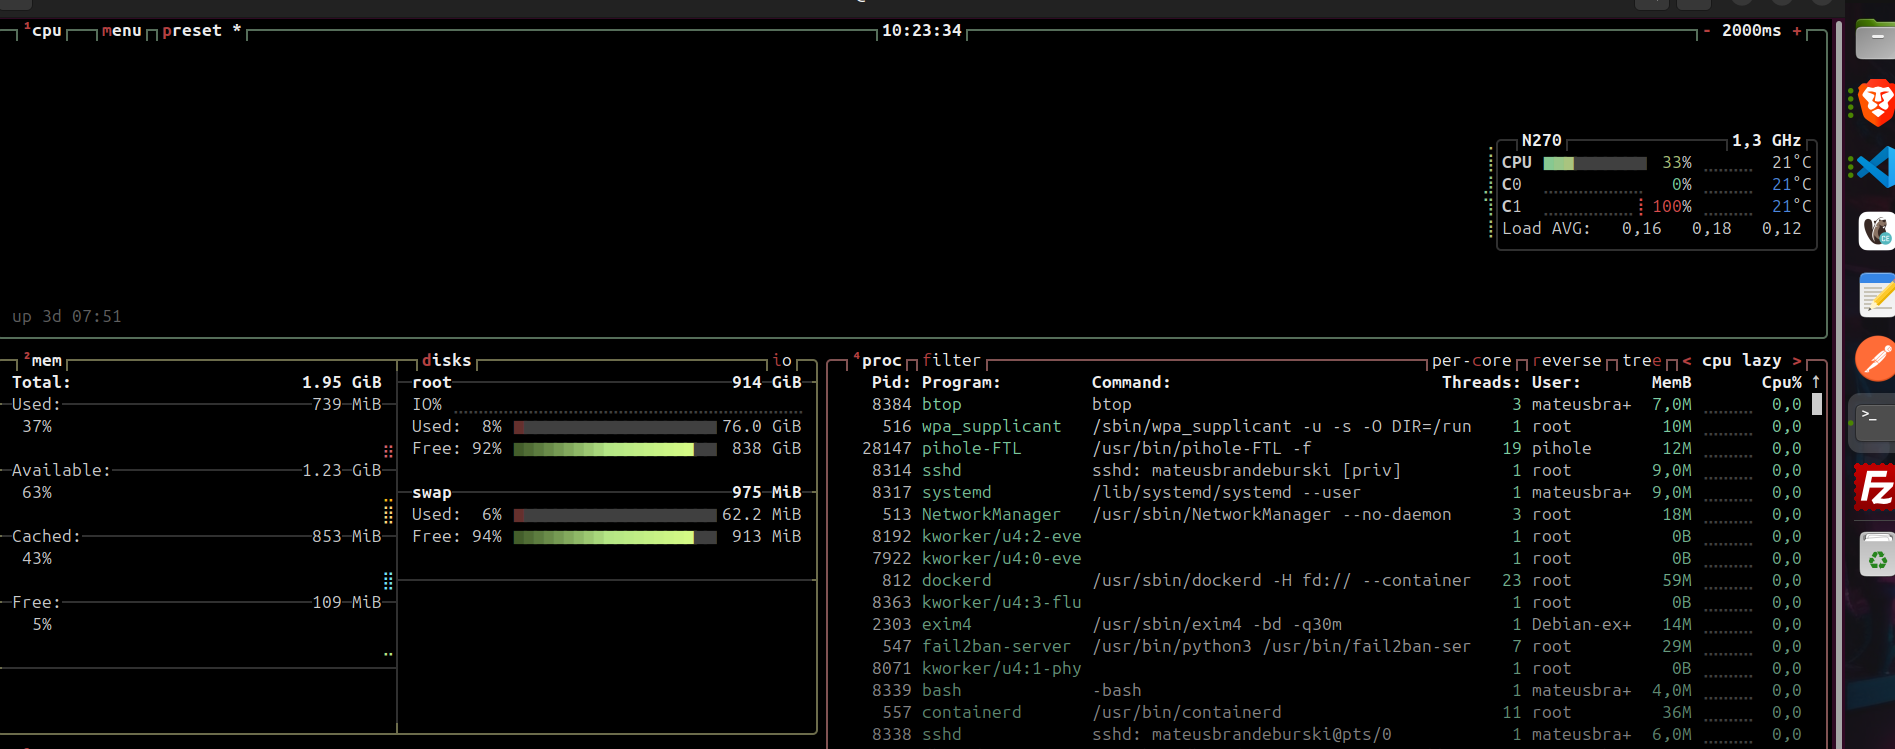 ¹cpu menu preset * 10:23:34 - 2000ms +
N270 1,3 GHz
CPU 33% 21°C
C0 0% 21°C
C1 100% 21°C
Load AVG: 0,16 0,18 0,12
up 3d 07:51
²mem
Total: 1.95 GiB
Used: 739 MiB
37%
Available: 1.23 GiB
63%
Cached: 853 MiB
43%
Free: 109 MiB
5%
disks io
root 914 GiB
IO%
Used: 8% 76.0 GiB
Free: 92% 838 GiB
swap 975 MiB
Used: 6% 62.2 MiB
Free: 94% 913 MiB
⁴proc filter per-core reverse tree < cpu lazy >
Pid: Program: Command: Threads: User: MemB Cpu% ↑
8384 btop btop 3 mateusbra+ 7,0M 0,0
516 wpa_supplicant /sbin/wpa_supplicant -u -s -O DIR=/run 1 root 10M 0,0
28147 pihole-FTL /usr/bin/pihole-FTL -f 19 pihole 12M 0,0
8314 sshd sshd: mateusbrandeburski [priv] 1 root 9,0M 0,0
8317 systemd /lib/systemd/systemd --user 1 mateusbra+ 9,0M 0,0
513 NetworkManager /usr/sbin/NetworkManager --no-daemon 3 root 18M 0,0
8192 kworker/u4:2-eve 1 root 0B 0,0
7922 kworker/u4:0-eve 1 root 0B 0,0
812 dockerd /usr/sbin/dockerd -H fd:// --container 23 root 59M 0,0
8363 kworker/u4:3-flu 1 root 0B 0,0
2303 exim4 /usr/sbin/exim4 -bd -q30m 1 Debian-ex+ 14M 0,0
547 fail2ban-server /usr/bin/python3 /usr/bin/fail2ban-ser 7 root 29M 0,0
8071 kworker/u4:1-phy 1 root 0B 0,0
8339 bash -bash 1 mateusbra+ 4,0M 0,0
557 containerd /usr/bin/containerd 11 root 36M 0,0
8338 sshd sshd: mateusbrandeburski@pts/0 1 mateusbra+ 6,0M 0,0
CE
>_
Fz